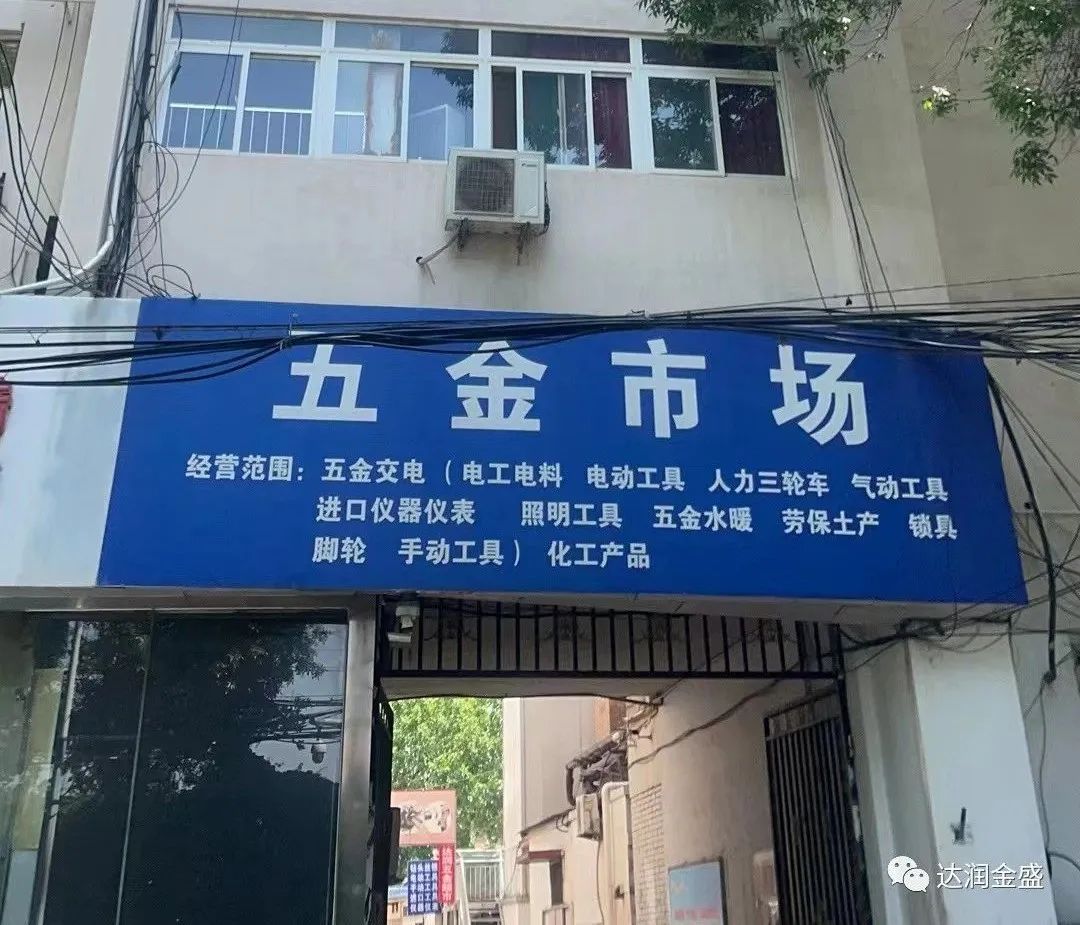 五金市场
经营范围：五金交电（电工电料 电动工具 人力三轮车 气动工具
进口仪器仪表 照明工具 五金水暖 劳保土产 锁具
脚轮 手动工具）化工产品
达润金盛